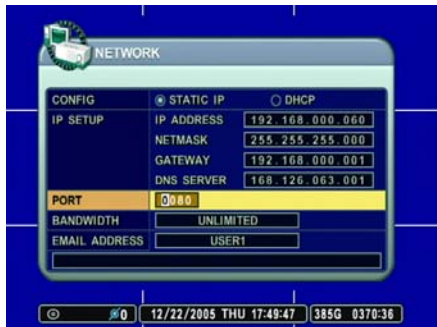 NETWORK
CONFIG STATIC IP DHCP
IP SETUP IP ADDRESS 192.168.000.060
NETMASK 255.255.255.000
GATEWAY 192.168.000.001
DNS SERVER 168.126.063.001
PORT 0080
BANDWIDTH UNLIMITED
EMAIL ADDRESS USER1
0 12/22/2005 THU 17:49:47 385G 0370:36